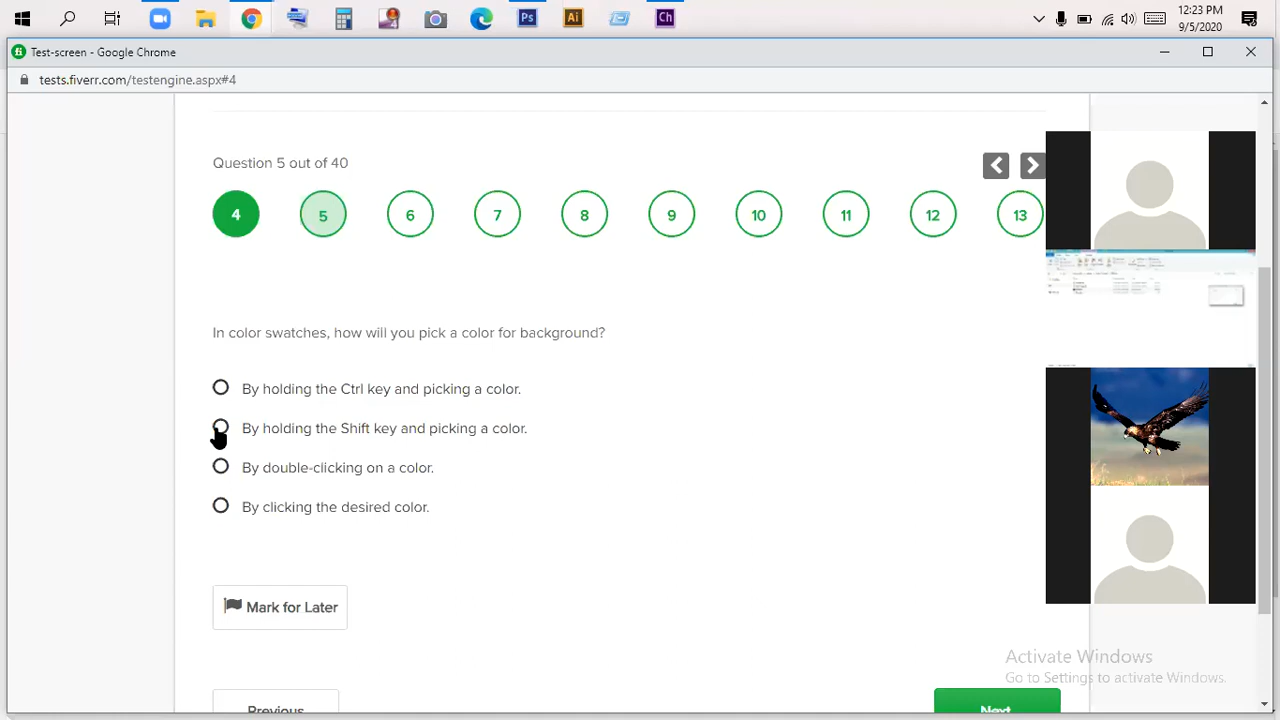 Ps
Ai
Ch
12:23 PM
9/5/2020
fi Test-screen - Google Chrome
tests.fiverr.com/testengine.aspx#4
Question 5 out of 40
4 5 6 7 8 9 10 11 12 13
In color swatches, how will you pick a color for background?
By holding the Ctrl key and picking a color.
By holding the Shift key and picking a color.
By double-clicking on a color.
By clicking the desired color.
Mark for Later
Activate Windows
Go to Settings to activate Windows.
Previous
Next